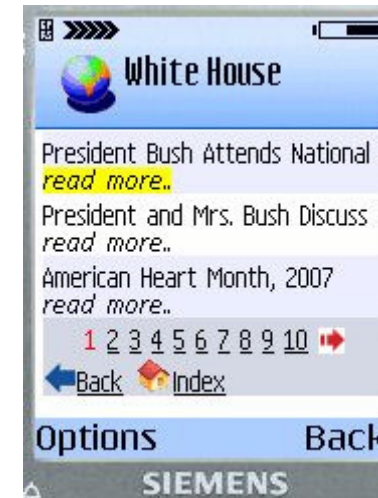 White House
President Bush Attends National
read more..
President and Mrs. Bush Discuss
read more..
American Heart Month, 2007
read more..
1 2 3 4 5 6 7 8 9 10
Back Index
Options Back
SIEMENS